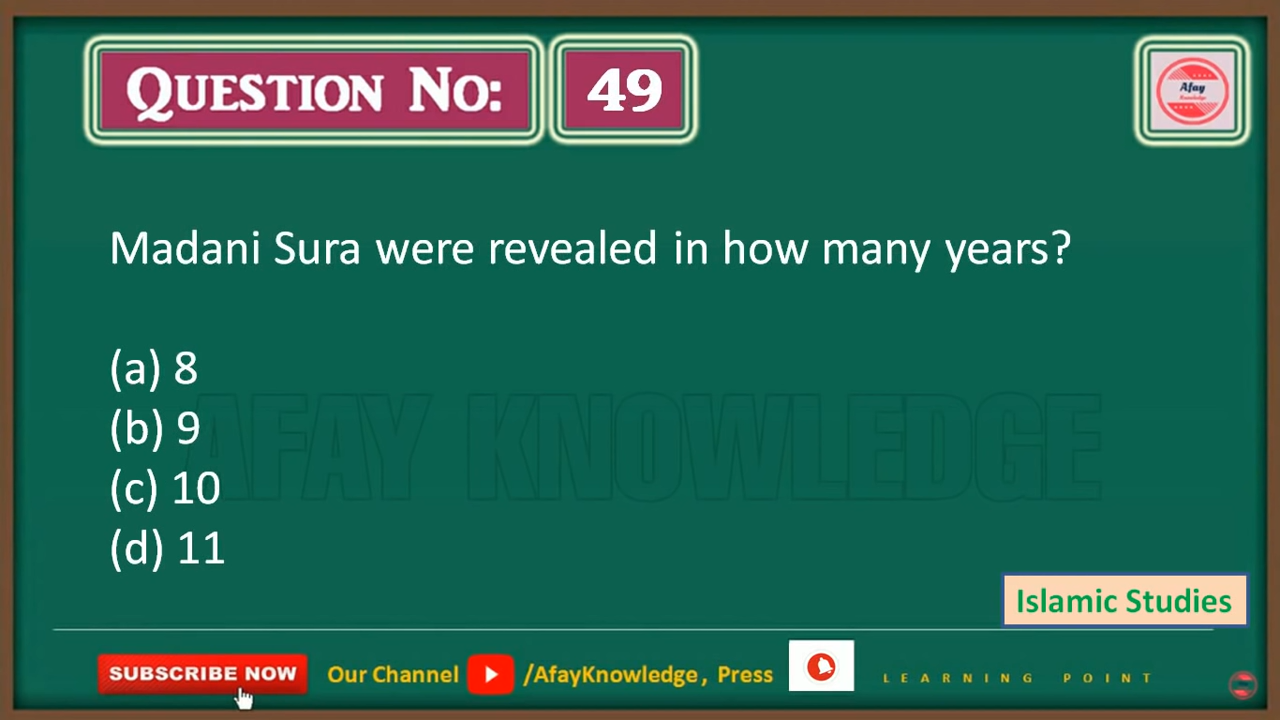 QUESTION NO: 49
Afay
Knowledge
Madani Sura were revealed in how many years?
(a) 8
(b) 9
(c) 10
(d) 11
AFAY KNOWLEDGE
Islamic Studies
SUBSCRIBE NOW Our Channel /AfayKnowledge, Press LEARNING POINT